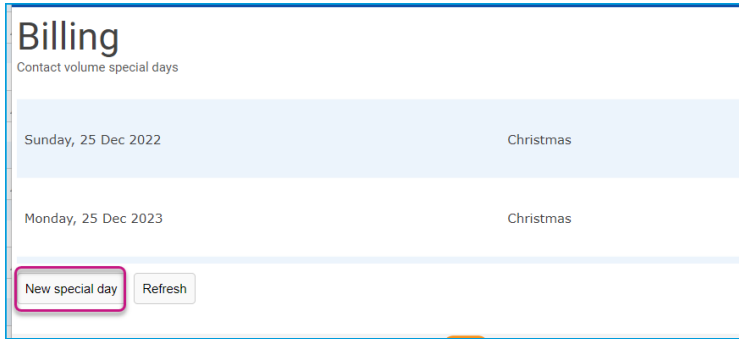 Billing
Contact volume special days
Sunday, 25 Dec 2022 Christmas
Monday, 25 Dec 2023 Christmas
New special day Refresh